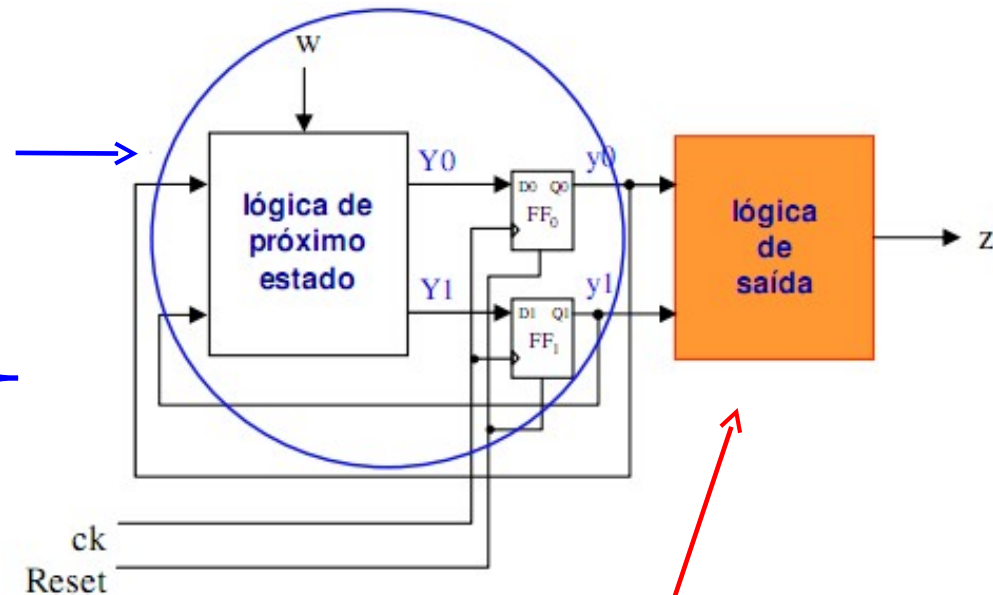 w
Y0
y0
D0 Q0
FF0
lógica de
próximo
estado
lógica
de
saída
z
Y1
y1
D1 Q1
FF1
ck
Reset